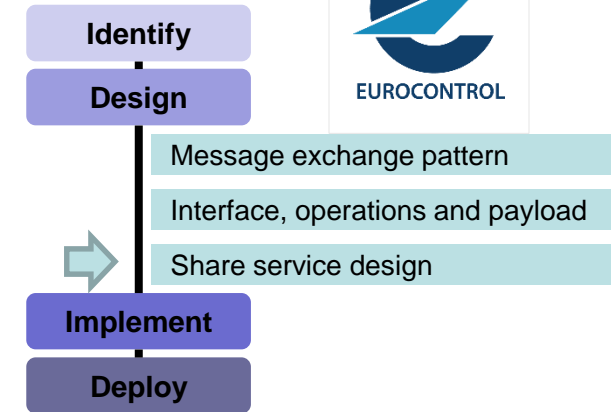 Identify
Design
EUROCONTROL
Message exchange pattern
Interface, operations and payload
Share service design
Implement
Deploy